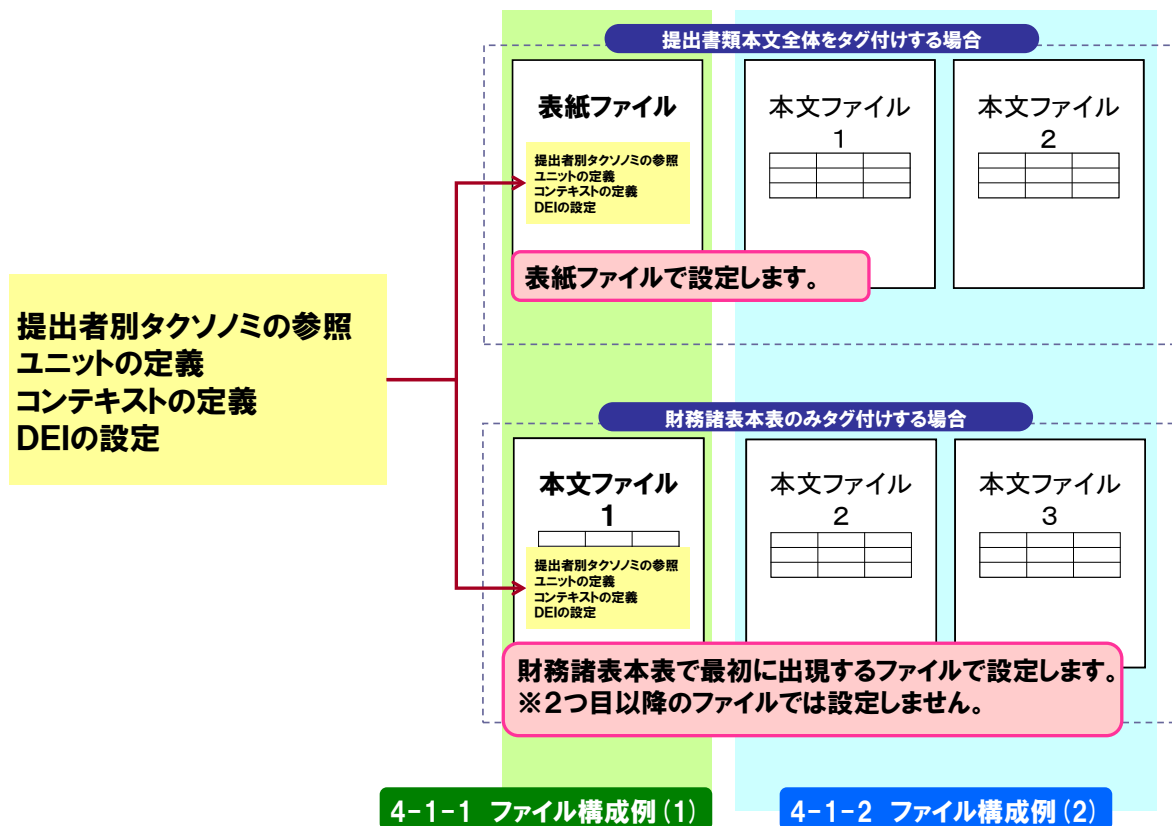 提出書類本文全体をタグ付けする場合
表紙ファイル
提出者別タクソノミの参照
ユニットの定義
コンテキストの定義
DEIの設定
本文ファイル
1
本文ファイル
2
表紙ファイルで設定します。
提出者別タクソノミの参照
ユニットの定義
コンテキストの定義
DEIの設定
財務諸表本表のみタグ付けする場合
本文ファイル
1
提出者別タクソノミの参照
ユニットの定義
コンテキストの定義
DEIの設定
本文ファイル
2
本文ファイル
3
財務諸表本表で最初に出現するファイルで設定します。
※2つ目以降のファイルでは設定しません。
4-1-1 ファイル構成例(1)
4-1-2 ファイル構成例(2)